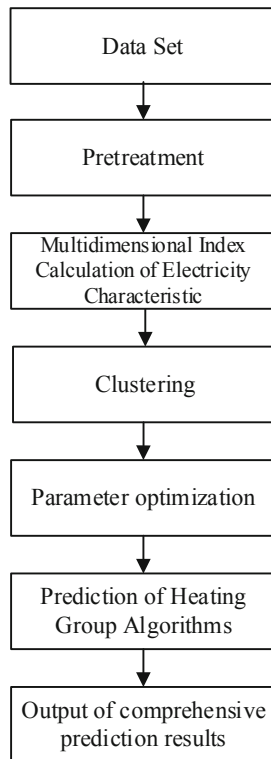 Data Set
Pretreatment
Multidimensional Index
Calculation of Electricity
Characteristic
Clustering
Parameter optimization
Prediction of Heating
Group Algorithms
Output of comprehensive
prediction results